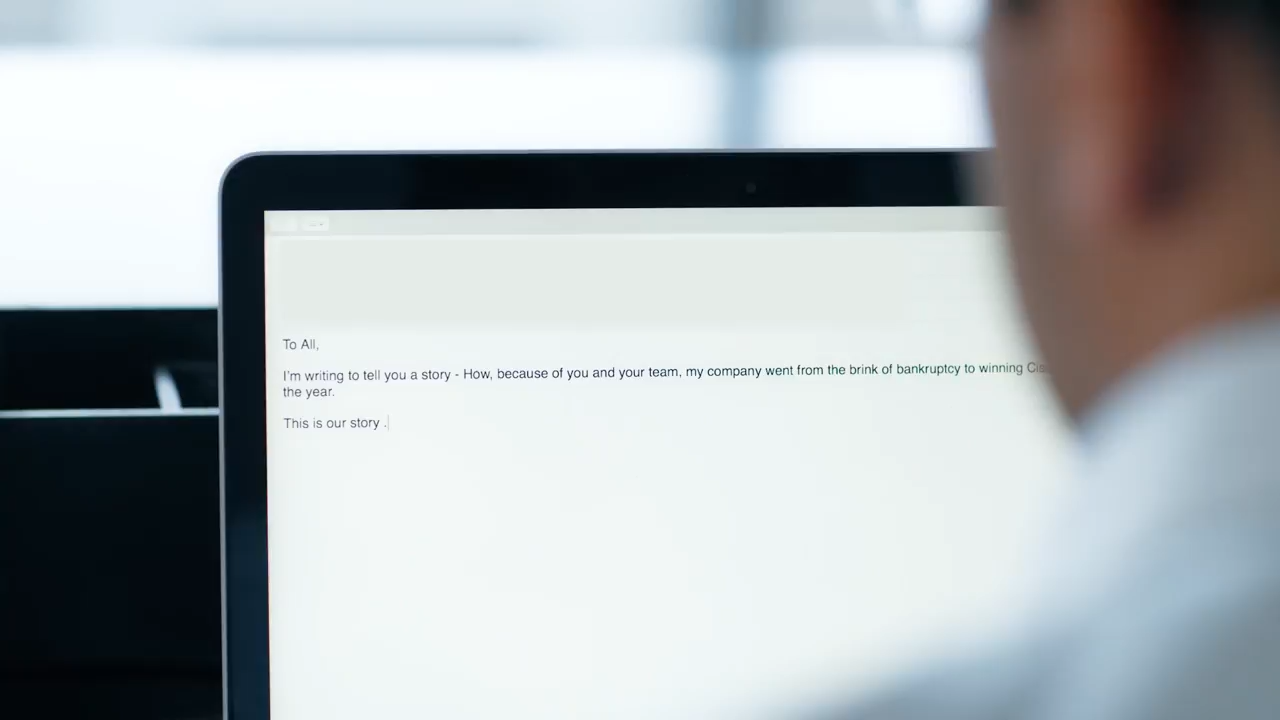 To All,
I'm writing to tell you a story - How, because of you and your team, my company went from the brink of bankruptcy to winning
the year.
This is our story .